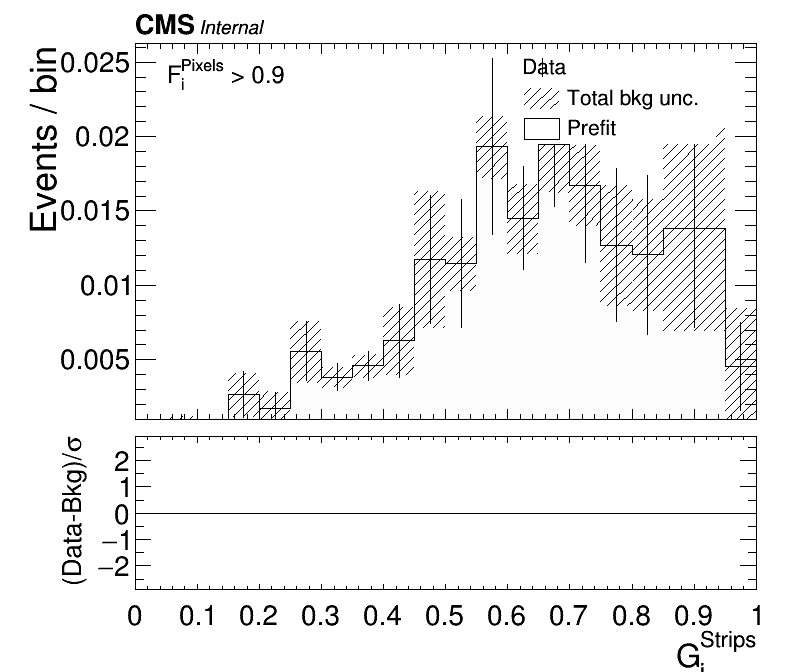 CMS Internal
Events / bin
F_i^Pixels > 0.9
Data
Total bkg unc.
Prefit
0.025
0.02
0.015
0.01
0.005
(Data-Bkg)/σ
2
1
0
−1
−2
0 0.1 0.2 0.3 0.4 0.5 0.6 0.7 0.8 0.9 1
G_i^Strips